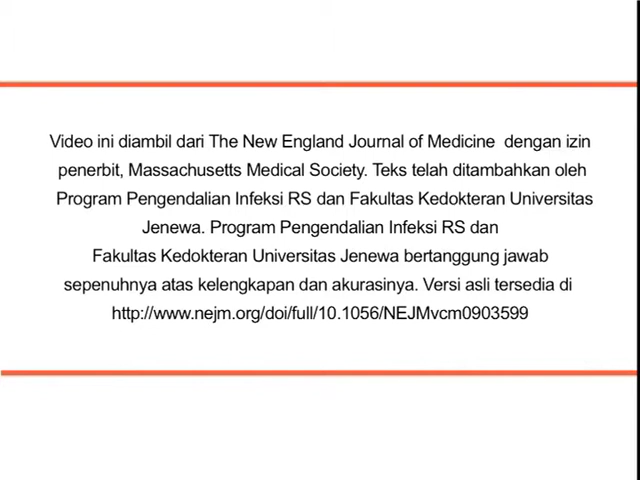 Video ini diambil dari The New England Journal of Medicine dengan izin
penerbit, Massachusetts Medical Society. Teks telah ditambahkan oleh
Program Pengendalian Infeksi RS dan Fakultas Kedokteran Universitas
Jenewa. Program Pengendalian Infeksi RS dan
Fakultas Kedokteran Universitas Jenewa bertanggung jawab
sepenuhnya atas kelengkapan dan akurasinya. Versi asli tersedia di
http://www.nejm.org/doi/full/10.1056/NEJMvcm0903599